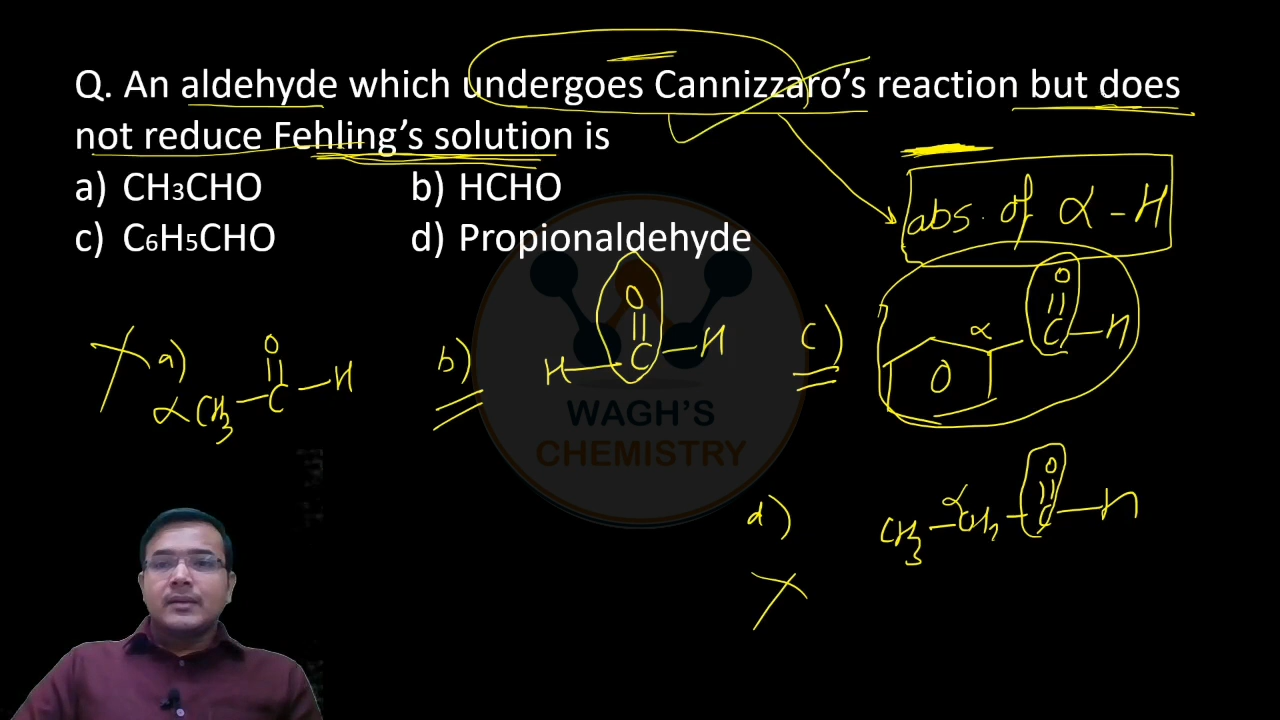 Q. An aldehyde which undergoes Cannizzaro’s reaction but does
not reduce Fehling’s solution is
a) CH3CHO b) HCHO
c) C6H5CHO d) Propionaldehyde
abs. of α-H
a)
O
α CH3 C H
b)
O
H C H
c)
O
α C H
O
WAGH'S
CHEMISTRY
d)
O
α
CH3 CH2 C H